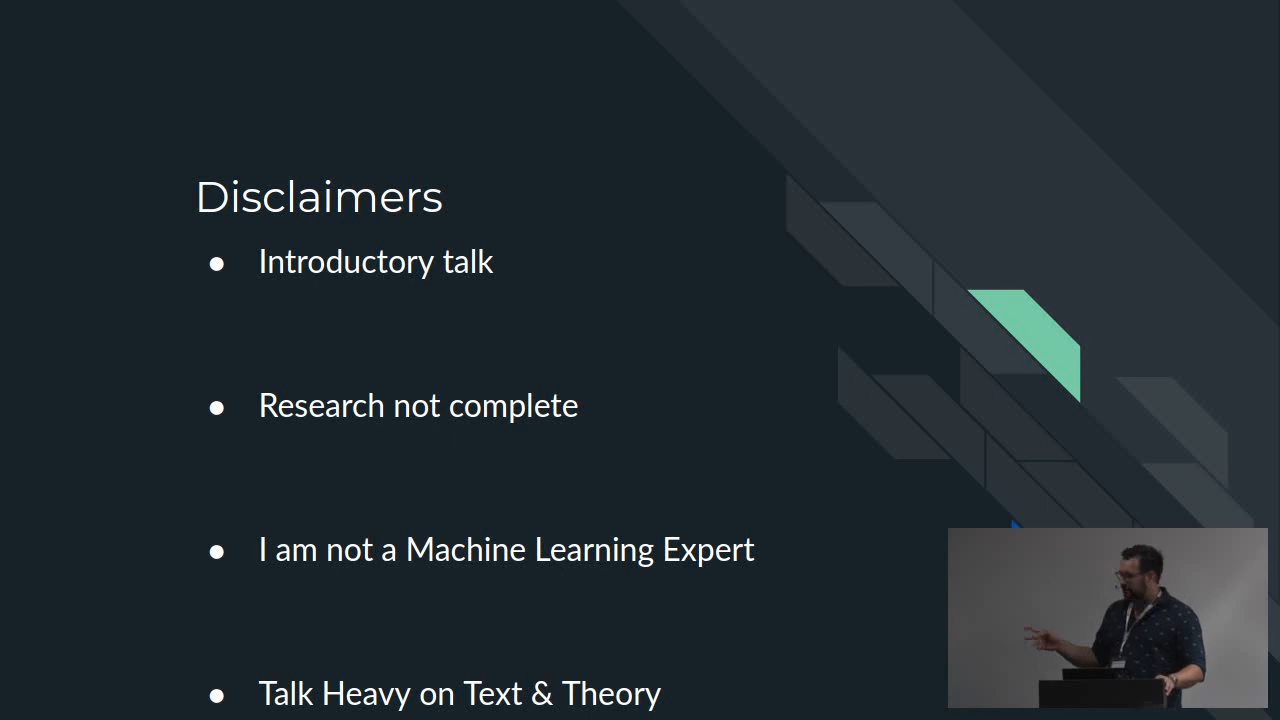 Disclaimers
● Introductory talk
● Research not complete
● I am not a Machine Learning Expert
● Talk Heavy on Text & Theory